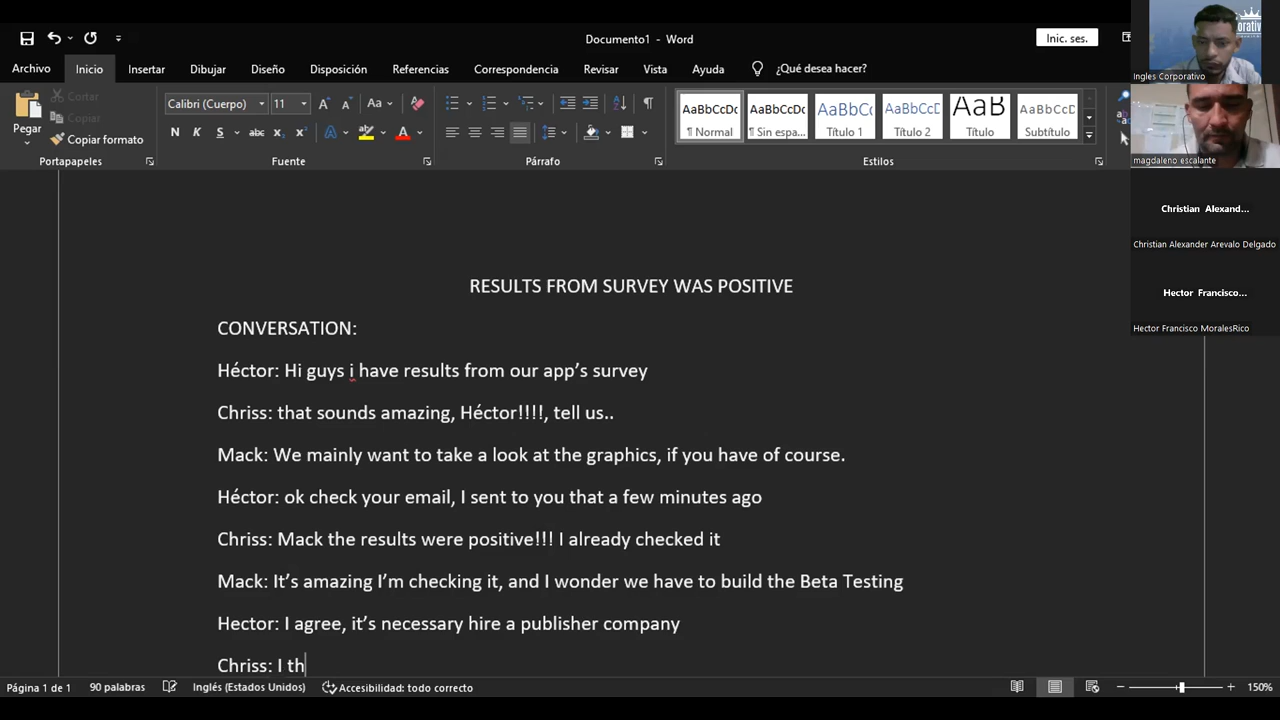 Documento1 - Word
Inic. ses.
Archivo Inicio Insertar Dibujar Diseño Disposición Referencias Correspondencia Revisar Vista Ayuda ¿Qué desea hacer?
Pegar
Cortar
Copiar
Copiar formato
Portapapeles
Calibri (Cuerpo) 11
N K S abc
Fuente
Párrafo
AaBbCcDc
¶ Normal
AaBbCcDc
¶ Sin espa...
AaBbCc
Título 1
AaBbCcD
Título 2
AaB
Título
AaBbCcD
Subtítulo
Estilos
Ingles Corporativo
magdaleno escalante
Christian Alexand...
Christian Alexander Arevalo Delgado
Hector Francisco...
Hector Francisco MoralesRico
RESULTS FROM SURVEY WAS POSITIVE
CONVERSATION:
Héctor: Hi guys i have results from our app’s survey
Chriss: that sounds amazing, Héctor!!!!, tell us..
Mack: We mainly want to take a look at the graphics, if you have of course.
Héctor: ok check your email, I sent to you that a few minutes ago
Chriss: Mack the results were positive!!! I already checked it
Mack: It’s amazing I’m checking it, and I wonder we have to build the Beta Testing
Hector: I agree, it’s necessary hire a publisher company
Chriss: I th
Página 1 de 1 90 palabras Inglés (Estados Unidos) Accesibilidad: todo correcto 150%